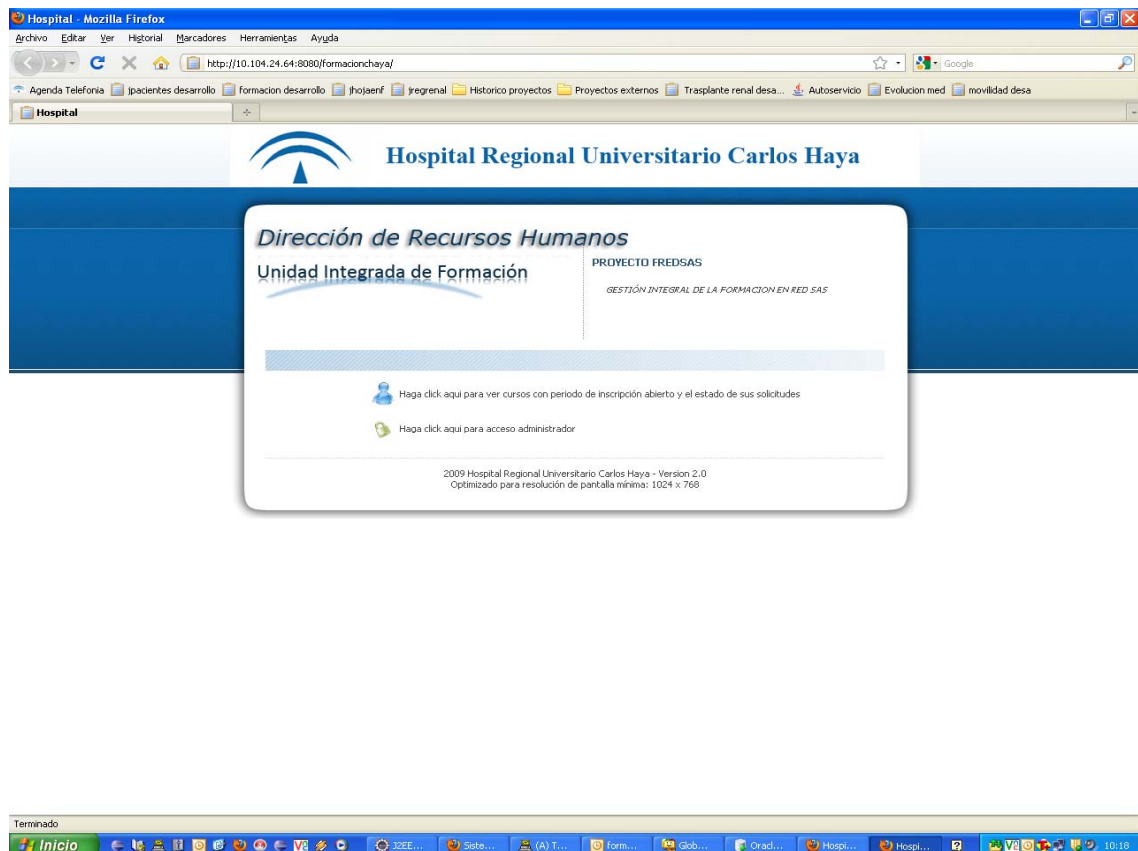 Hospital - Mozilla Firefox
Archivo Editar Ver Historial Marcadores Herramientas Ayuda
http://10.104.24.64:8080/formacionchaya/
Google
Agenda Telefonia jpacientes desarrollo formacion desarrollo jhojaenf jregrenal Historico proyectos Proyectos externos Trasplante renal desa... Autoservicio Evolucion med movilidad desa
Hospital
Hospital Regional Universitario Carlos Haya
Dirección de Recursos Humanos
Unidad Integrada de Formación
PROYECTO FREDSAS
GESTIÓN INTEGRAL DE LA FORMACION EN RED SAS
Haga click aqui para ver cursos con periodo de inscripción abierto y el estado de sus solicitudes
Haga click aqui para acceso administrador
2009 Hospital Regional Universitario Carlos Haya - Version 2.0
Optimizado para resolución de pantalla mínima: 1024 x 768
Terminado
Inicio J2EE... Siste... (A) T... form... Glob... Oracl... Hospi... Hospi... 10:18